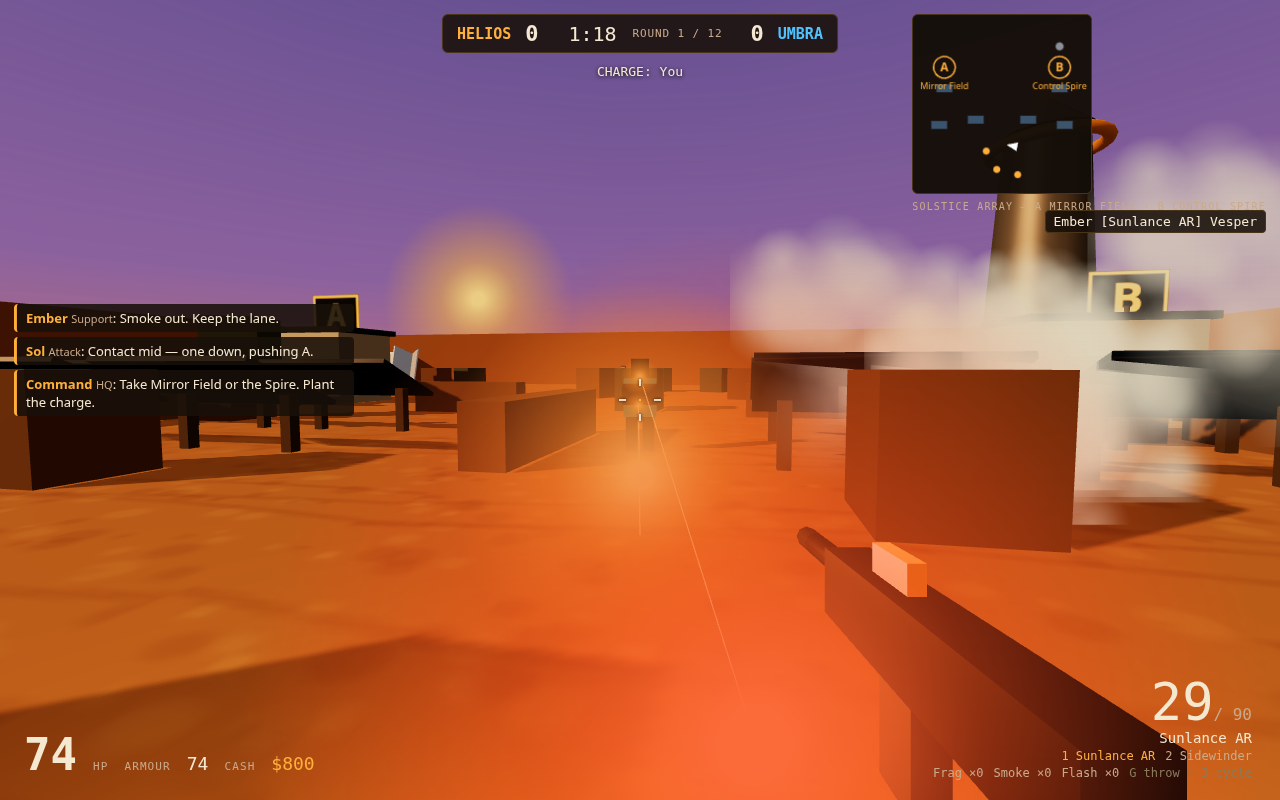 HELIOS 0 1:18 ROUND 1 / 12 0 UMBRA
CHARGE: You
A
B
Mirror Field
Control Spire
SOLSTICE ARRAY
A MIRROR
Ember [Sunlance AR] Vesper
A
B
Ember Support: Smoke out. Keep the lane.
Sol Attack: Contact mid — one down, pushing A.
Command HQ: Take Mirror Field or the Spire. Plant
the charge.
29 / 90
Sunlance AR
1 Sunlance AR 2 Sidewinder
Frag ×0 Smoke ×0 Flash ×0 G throw
74 HP ARMOUR 74 CASH $800